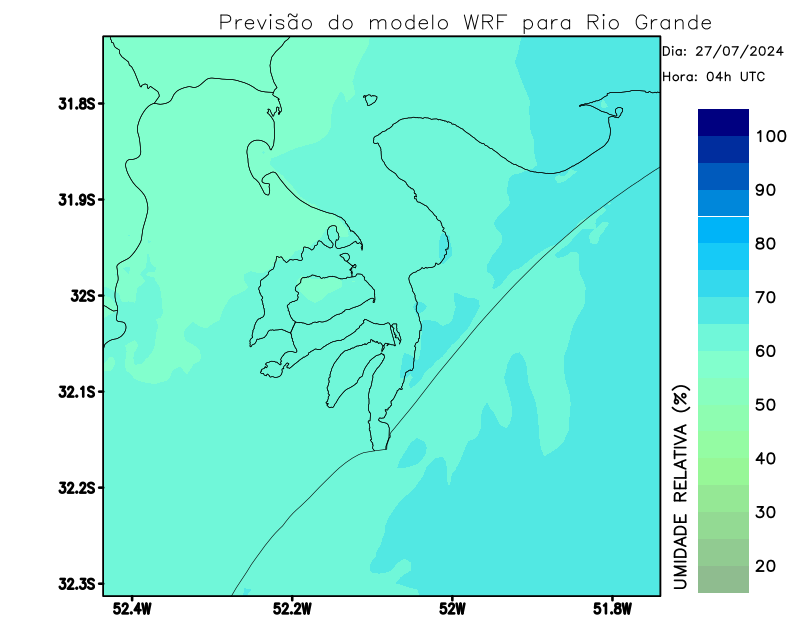 Previsão do modelo WRF para Rio Grande
Dia: 27/07/2024
Hora: 04h UTC
31.8S
31.9S
32S
32.1S
32.2S
32.3S
52.4W
52.2W
52W
51.8W
100
90
80
70
60
50
40
30
20
UMIDADE RELATIVA (%)